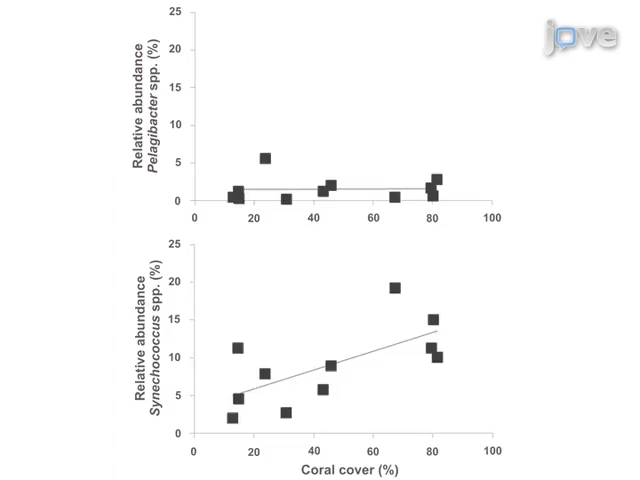 jove
25
20
15
10
5
0
Relative abundance
Pelagibacter spp. (%)
0 20 40 60 80 100
25
20
15
10
5
0
Relative abundance
Synechococcus spp. (%)
0 20 40 60 80 100
Coral cover (%)